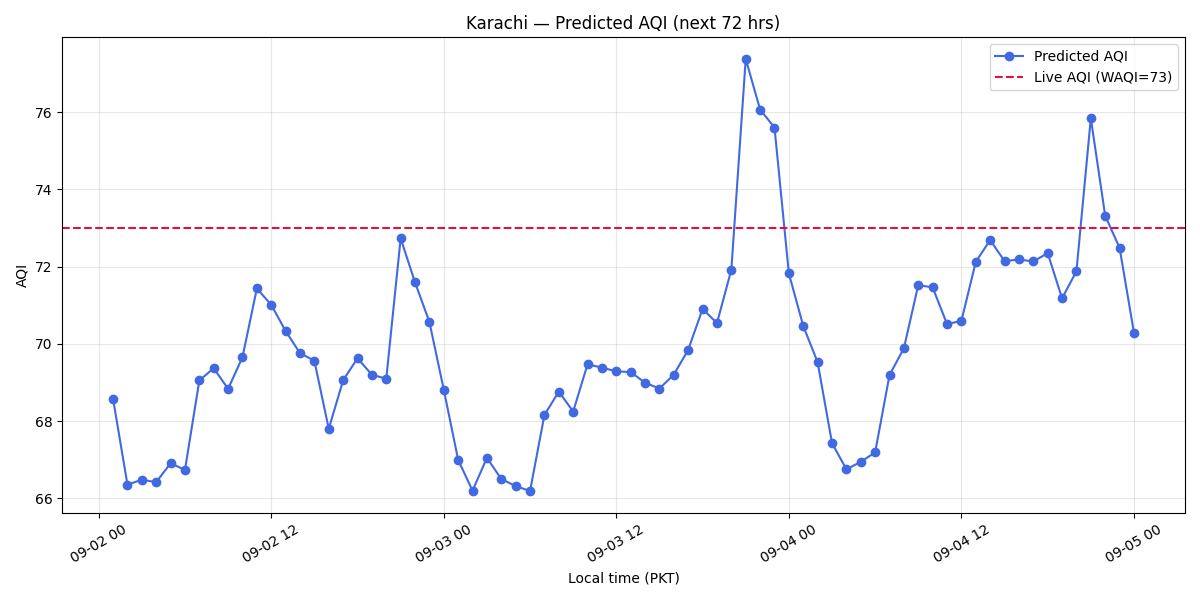 Karachi — Predicted AQI (next 72 hrs)
Predicted AQI
Live AQI (WAQI=73)
AQI
76
74
72
70
68
66
09-02 00
09-02 12
09-03 00
09-03 12
09-04 00
09-04 12
09-05 00
Local time (PKT)